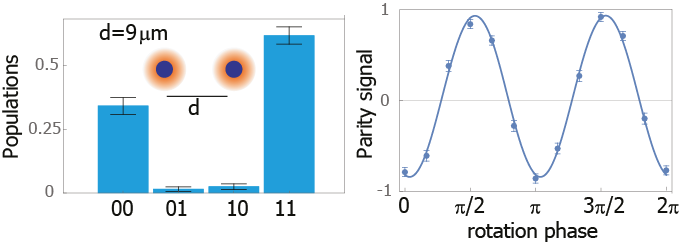 d=9μm
Populations
0.5
0.25
0
d
00 01 10 11
Parity signal
1
0
-1
0 π/2 π 3π/2 2π
rotation phase